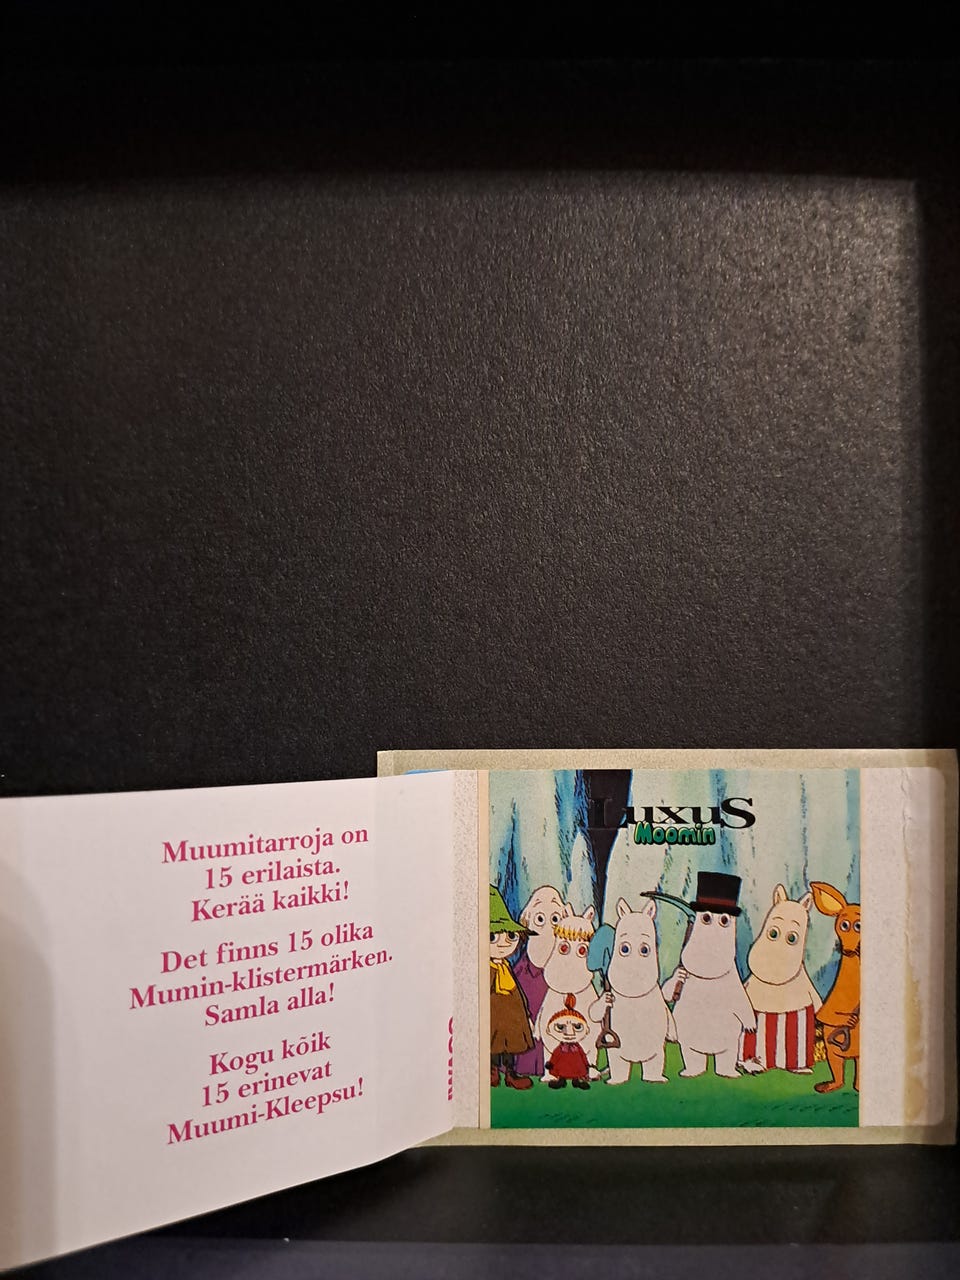 Muumitarroja on
15 erilaista.
Kerää kaikki!
Det finns 15 olika
Mumin-klistermärken.
Samla alla!
Kogu kõik
15 erinevat
Muumi-Kleepsu!
LuxuS
Moomin